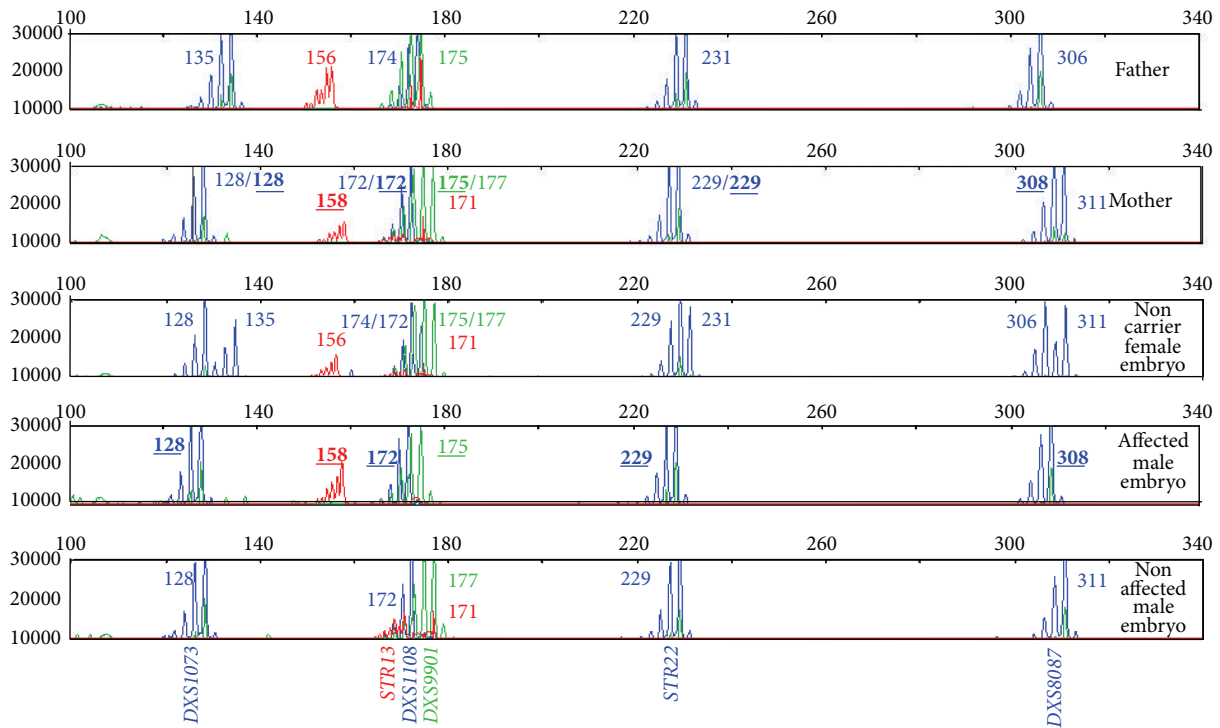 100 140 180 220 260 300 340
30000
20000
10000
135 156 174 175 231 306
Father
100 140 180 220 260 300 340
30000
20000
10000
128/128 158 172/172 175/177 171 229/229 308 311
Mother
100 140 180 220 260 300 340
30000
20000
10000
128 135 156 174/172 175/177 171 229 231 306 311
Non
carrier
female
embryo
100 140 180 220 260 300 340
30000
20000
10000
128 158 172 175 229 308
Affected
male
embryo
100 140 180 220 260 300 340
30000
20000
10000
128 172 177 171 229 311
Non
affected
male
embryo
DXS1073
STR13
DXS1108
DXS9901
STR22
DXS8087